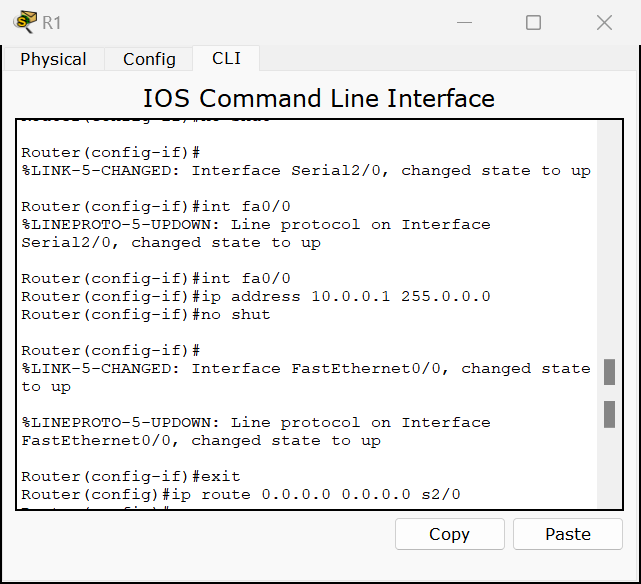 R1
Physical Config CLI
IOS Command Line Interface
Router(config-if)#
%LINK-5-CHANGED: Interface Serial2/0, changed state to up
Router(config-if)#int fa0/0
%LINEPROTO-5-UPDOWN: Line protocol on Interface
Serial2/0, changed state to up
Router(config-if)#int fa0/0
Router(config-if)#ip address 10.0.0.1 255.0.0.0
Router(config-if)#no shut
Router(config-if)#
%LINK-5-CHANGED: Interface FastEthernet0/0, changed state
to up
%LINEPROTO-5-UPDOWN: Line protocol on Interface
FastEthernet0/0, changed state to up
Router(config-if)#exit
Router(config)#ip route 0.0.0.0 0.0.0.0 s2/0
Copy Paste